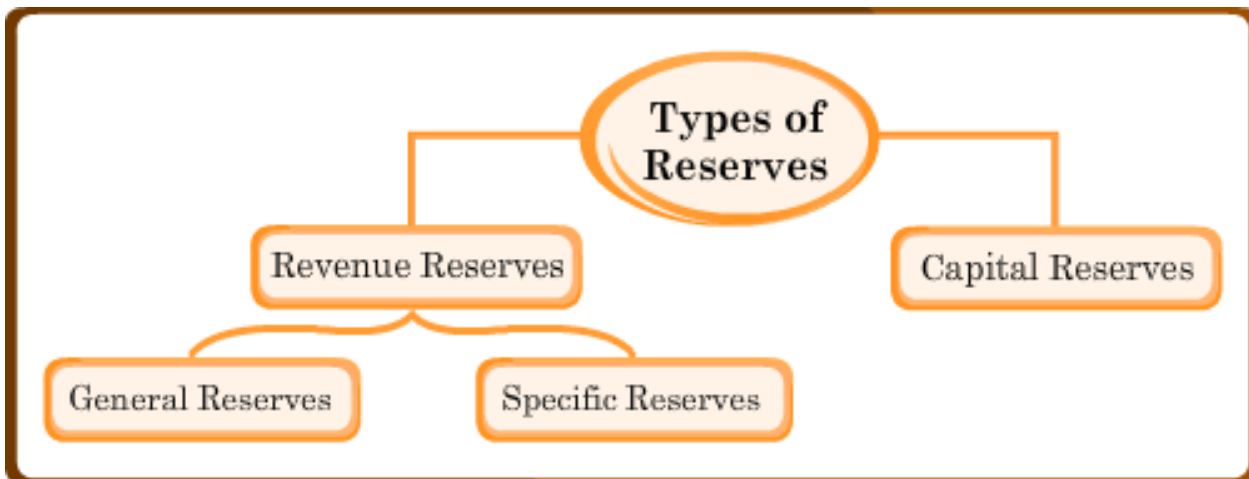 Types of
Reserves
Revenue Reserves
Capital Reserves
General Reserves
Specific Reserves